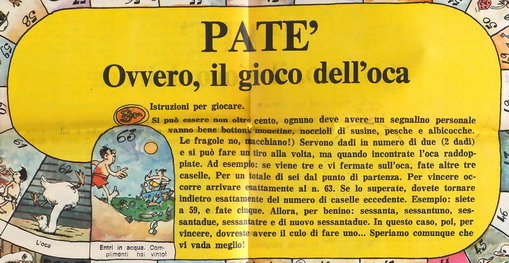 PATE'
Ovvero, il gioco dell'oca
Istruzioni per giocare.
Si può essere non oltre cento, ognuno deve avere un segnalino personale
vanno bene bottoni, monetine, noccioli di susine, pesche e albicocche.
Le fragole no, macchiano!) Servono dadi in numero di due (2 dadi)
e si può fare un tiro alla volta, ma quando incontrate l'oca raddop-
piate. Ad esempio: se viene tre e vi fermate sull'oca, fate altre tre
caselle, Per un totale di sei dal punto di partenza. Per vincere oc-
corre arrivare esattamente al n. 63. Se lo superate, dovete tornare
indietro esattamente del numero di caselle eccedente. Esempio: siete
a 59, e fate cinque. Allora, per benino: sessanta, sessantuno, ses-
santadue, sessantatre e di nuovo sessantadue. In questo caso, poi, per
vincere, dovreste avere il culo di fare uno... Speriamo comunque che
vi vada meglio!
58
59
60
61
62
63
L'oca
Entri in acqua. Com-
plimenti hai vinto!